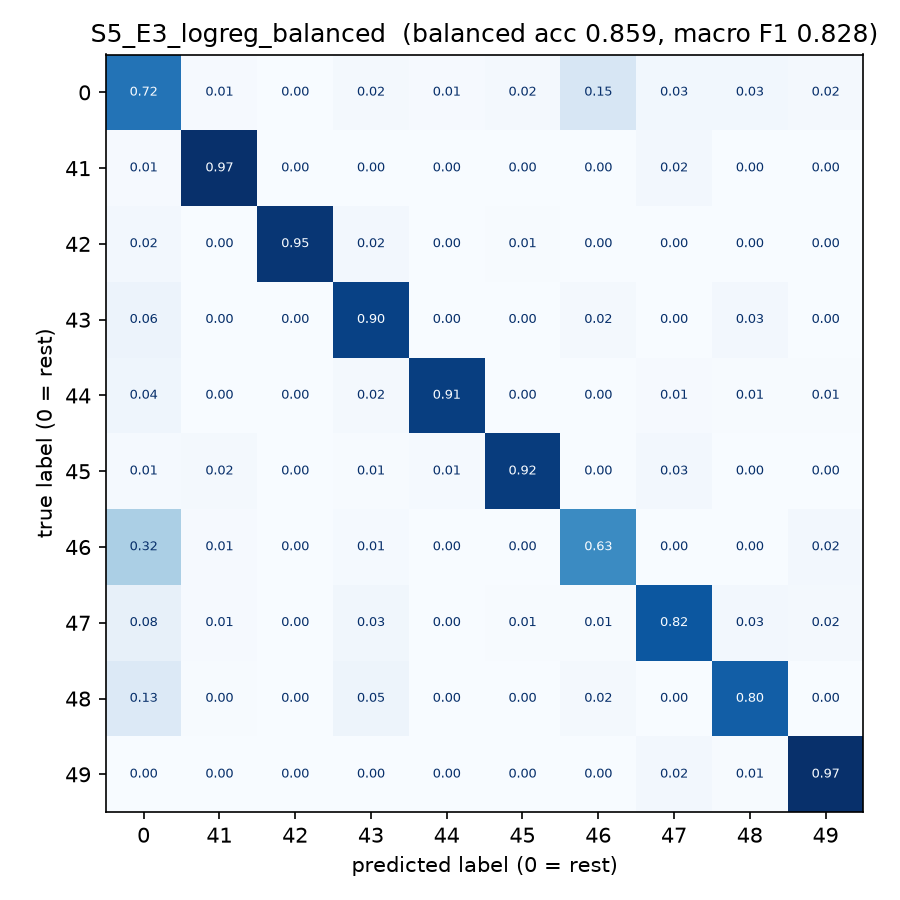 S5_E3_logreg_balanced  (balanced acc 0.859, macro F1 0.828)
0 0.72 0.01 0.00 0.02 0.01 0.02 0.15 0.03 0.03 0.02
41 0.01 0.97 0.00 0.00 0.00 0.00 0.00 0.02 0.00 0.00
42 0.02 0.00 0.95 0.02 0.00 0.01 0.00 0.00 0.00 0.00
43 0.06 0.00 0.00 0.90 0.00 0.00 0.02 0.00 0.03 0.00
44 0.04 0.00 0.00 0.02 0.91 0.00 0.00 0.01 0.01 0.01
45 0.01 0.02 0.00 0.01 0.01 0.92 0.00 0.03 0.00 0.00
46 0.32 0.01 0.00 0.01 0.00 0.00 0.63 0.00 0.00 0.02
47 0.08 0.01 0.00 0.03 0.00 0.01 0.01 0.82 0.03 0.02
48 0.13 0.00 0.00 0.05 0.00 0.00 0.02 0.00 0.80 0.00
49 0.00 0.00 0.00 0.00 0.00 0.00 0.00 0.02 0.01 0.97
0 41 42 43 44 45 46 47 48 49
predicted label (0 = rest)
true label (0 = rest)